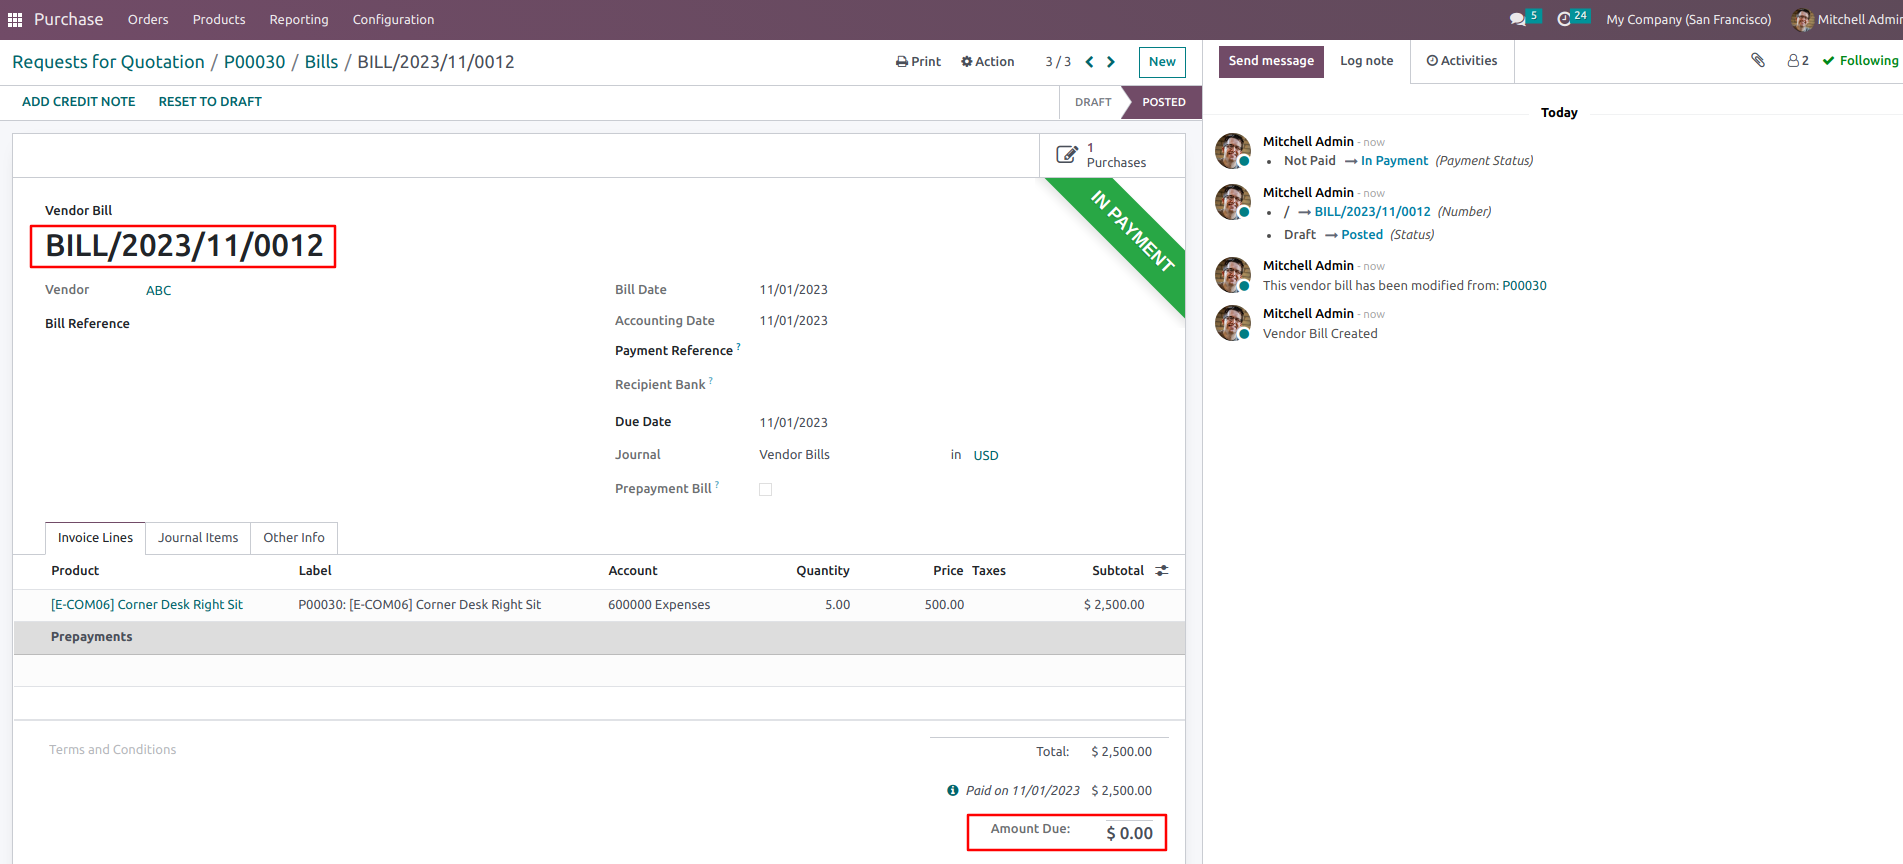 Purchase Orders Products Reporting Configuration 5 24 My Company (San Francisco) Mitchell Admin
Requests for Quotation / P00030 / Bills / BILL/2023/11/0012 Print Action 3 / 3 New Send message Log note Activities 2 Following
ADD CREDIT NOTE RESET TO DRAFT DRAFT POSTED
1
Purchases
IN PAYMENT
Vendor Bill
BILL/2023/11/0012
Vendor ABC
Bill Reference
Bill Date 11/01/2023
Accounting Date 11/01/2023
Payment Reference ?
Recipient Bank ?
Due Date 11/01/2023
Journal Vendor Bills in USD
Prepayment Bill ?
Invoice Lines Journal Items Other Info
Product Label Account Quantity Price Taxes Subtotal
[E-COM06] Corner Desk Right Sit P00030: [E-COM06] Corner Desk Right Sit 600000 Expenses 5.00 500.00 $ 2,500.00
Prepayments
Terms and Conditions
Total: $ 2,500.00
Paid on 11/01/2023 $ 2,500.00
Amount Due: $ 0.00
Today
Mitchell Admin - now
• Not Paid → In Payment (Payment Status)
Mitchell Admin - now
• / → BILL/2023/11/0012 (Number)
• Draft → Posted (Status)
Mitchell Admin - now
This vendor bill has been modified from: P00030
Mitchell Admin - now
Vendor Bill Created